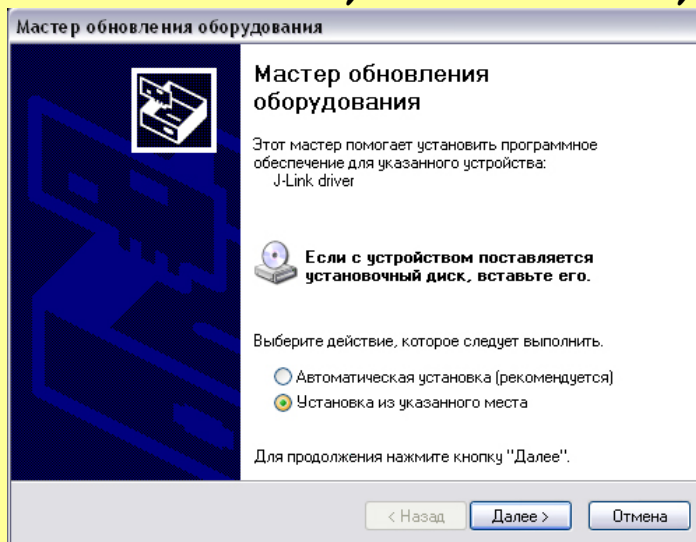 Мастер обновления оборудования
Мастер обновления
оборудования
Этот мастер помогает установить программное
обеспечение для указанного устройства:
J-Link driver
Если с устройством поставляется
установочный диск, вставьте его.
Выберите действие, которое следует выполнить.
Автоматическая установка (рекомендуется)
Установка из указанного места
Для продолжения нажмите кнопку "Далее".
< Назад Далее > Отмена